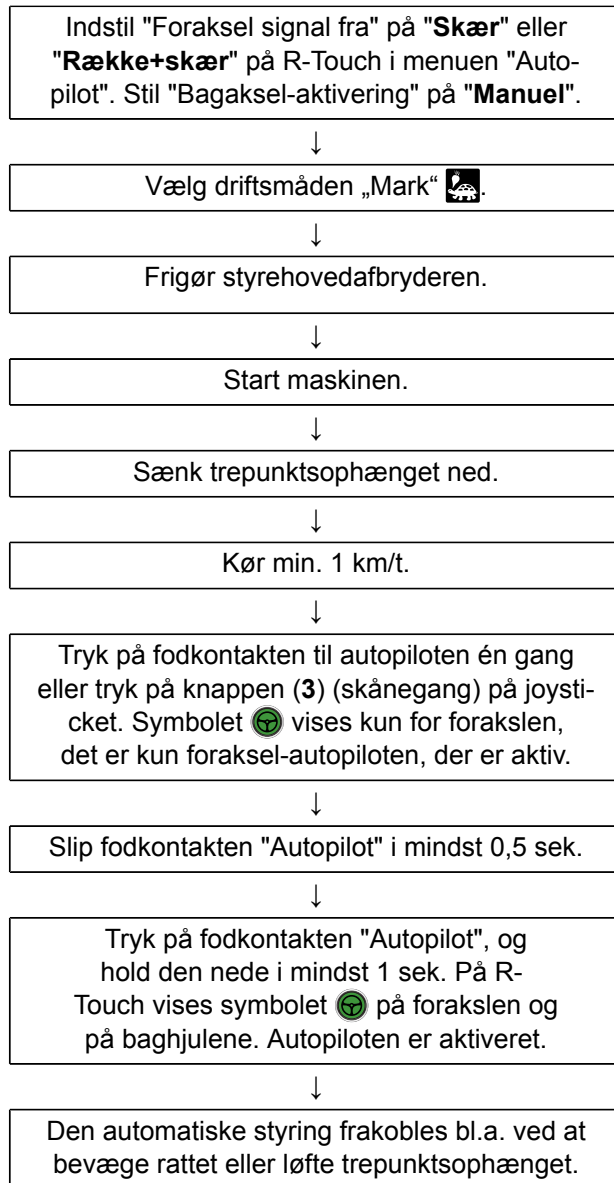 Indstil "Foraksel signal fra" på "Skær" eller
"Række+skær" på R-Touch i menuen "Auto-
pilot". Stil "Bagaksel-aktivering" på "Manuel".
↓
Vælg driftsmåden „Mark“ .
↓
Frigør styrehovedafbryderen.
↓
Start maskinen.
↓
Sænk trepunktsophænget ned.
↓
Kør min. 1 km/t.
↓
Tryk på fodkontakten til autopiloten én gang
eller tryk på knappen (3) (skånegang) på joysti-
cket. Symbolet vises kun for forakslen,
det er kun foraksel-autopiloten, der er aktiv.
↓
Slip fodkontakten "Autopilot" i mindst 0,5 sek.
↓
Tryk på fodkontakten "Autopilot", og
hold den nede i mindst 1 sek. På R-
Touch vises symbolet på forakslen og
på baghjulene. Autopiloten er aktiveret.
↓
Den automatiske styring frakobles bl.a. ved at
bevæge rattet eller løfte trepunktsophænget.